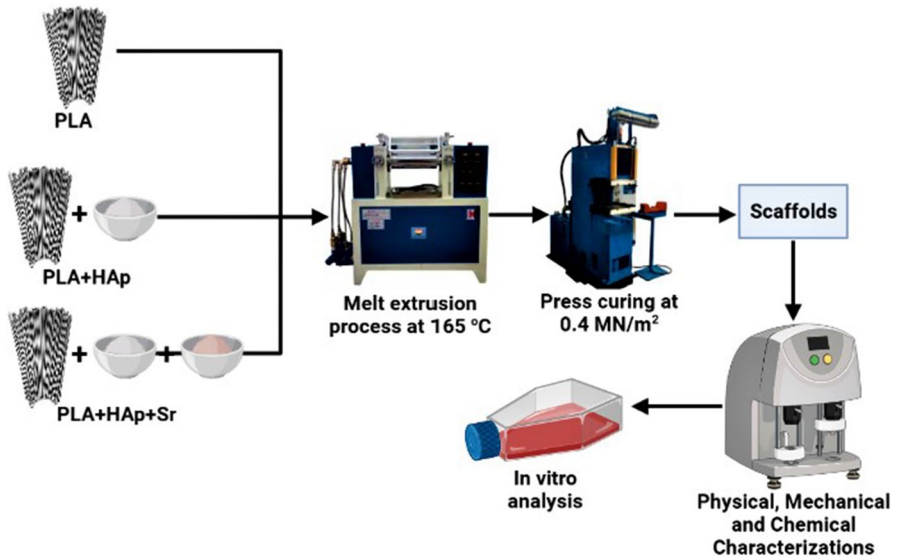 PLA
PLA+HAp
PLA+HAp+Sr
+
+
+
Melt extrusion
process at 165 ºC
Press curing at
0.4 MN/m²
Scaffolds
Physical, Mechanical
and Chemical
Characterizations
In vitro
analysis